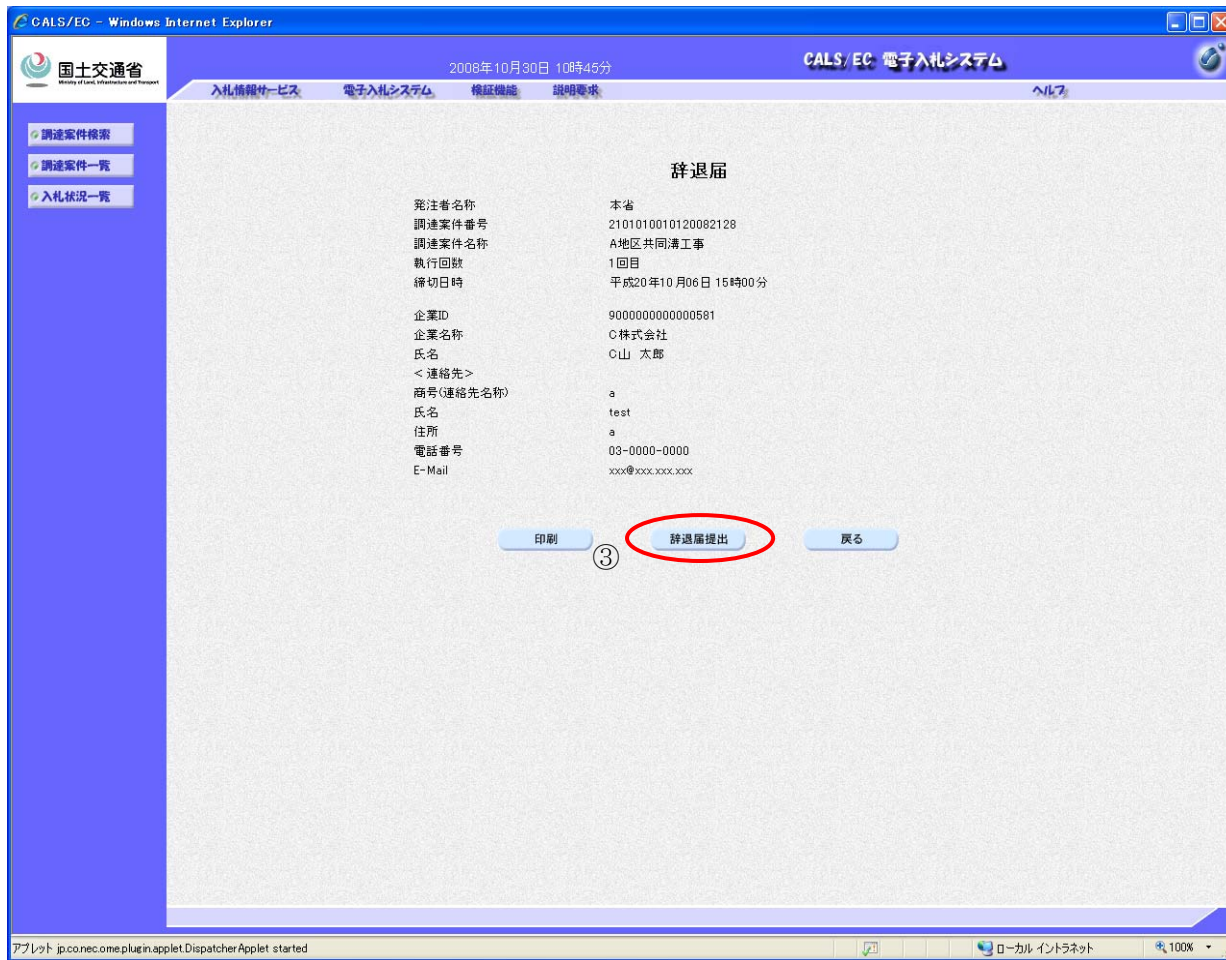 CALS/EC - Windows Internet Explorer
国土交通省
Ministry of Land, Infrastructure and Transport
2008年10月30日 10時45分
CALS/EC 電子入札システム
入札情報サービス 電子入札システム 検証機能 説明要求 ヘルプ
調達案件検索
調達案件一覧
入札状況一覧
辞退届
発注者名称 本省
調達案件番号 2101010010120082128
調達案件名称 A地区共同溝工事
執行回数 1回目
締切日時 平成20年10月06日 15時00分
企業ID 9000000000000581
企業名称 C株式会社
氏名 C山 太郎
<連絡先>
商号(連絡先名称) a
氏名 test
住所 a
電話番号 03-0000-0000
E-Mail xxx@xxx.xxx.xxx
印刷 ③ 辞退届提出 戻る
アプレット jp.co.nec.ome.plugin.applet.DispatcherApplet started ローカル イントラネット 100%